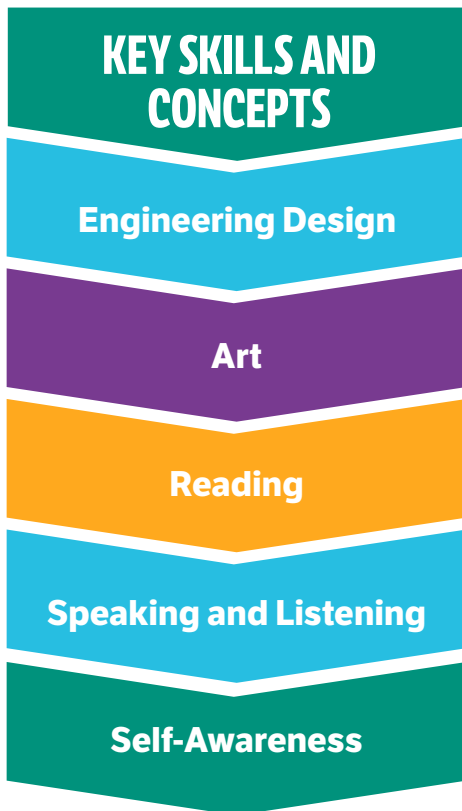 KEY SKILLS AND
CONCEPTS
Engineering Design
Art
Reading
Speaking and Listening
Self-Awareness